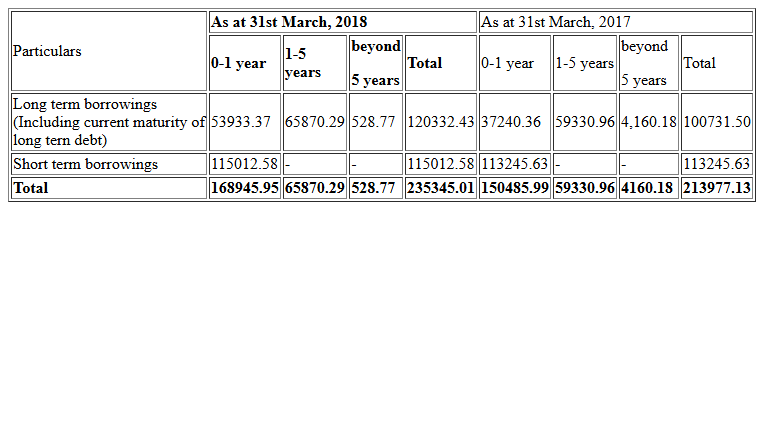 Particulars As at 31st March, 2018 As at 31st March, 2017
0-1 year 1-5 years beyond 5 years Total 0-1 year 1-5 years beyond 5 years Total
Long term borrowings
(Including current maturity of 53933.37 65870.29 528.77 120332.43 37240.36 59330.96 4,160.18 100731.50
long tern debt)
Short term borrowings 115012.58 - - 115012.58 113245.63 - - 113245.63
Total 168945.95 65870.29 528.77 235345.01 150485.99 59330.96 4160.18 213977.13